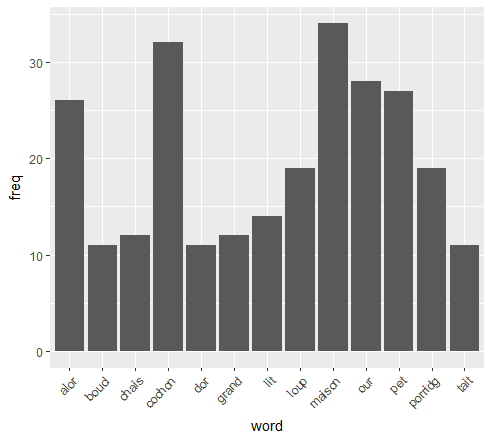 30
20
10
0
freq
alor
boud
chais
cochon
dor
grand
lit
loup
maison
our
pet
porridg
tait
word